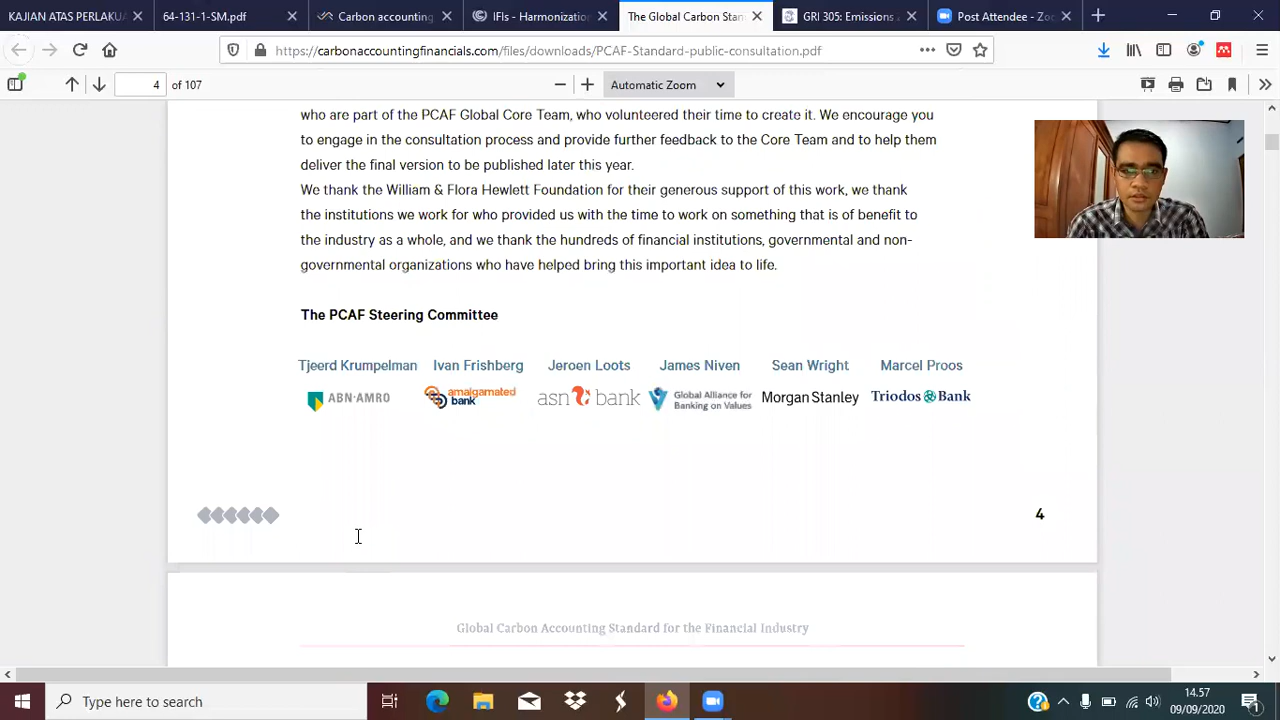 KAJIAN ATAS PERLAKUA
64-131-1-SM.pdf
Carbon accounting
IFIs - Harmonization
The Global Carbon Stan
GRI 305: Emissions
Post Attendee - Zoo
https://carbonaccountingfinancials.com/files/downloads/PCAF-Standard-public-consultation.pdf
4 of 107
Automatic Zoom
who are part of the PCAF Global Core Team, who volunteered their time to create it. We encourage you
to engage in the consultation process and provide further feedback to the Core Team and to help them
deliver the final version to be published later this year.
We thank the William & Flora Hewlett Foundation for their generous support of this work, we thank
the institutions we work for who provided us with the time to work on something that is of benefit to
the industry as a whole, and we thank the hundreds of financial institutions, governmental and non-
governmental organizations who have helped bring this important idea to life.
The PCAF Steering Committee
Tjeerd Krumpelman Ivan Frishberg Jeroen Loots James Niven Sean Wright Marcel Proos
ABN·AMRO
amalgamated bank
asn bank
Global Alliance for Banking on Values
Morgan Stanley
Triodos Bank
4
Global Carbon Accounting Standard for the Financial Industry
Type here to search
14.57
09/09/2020